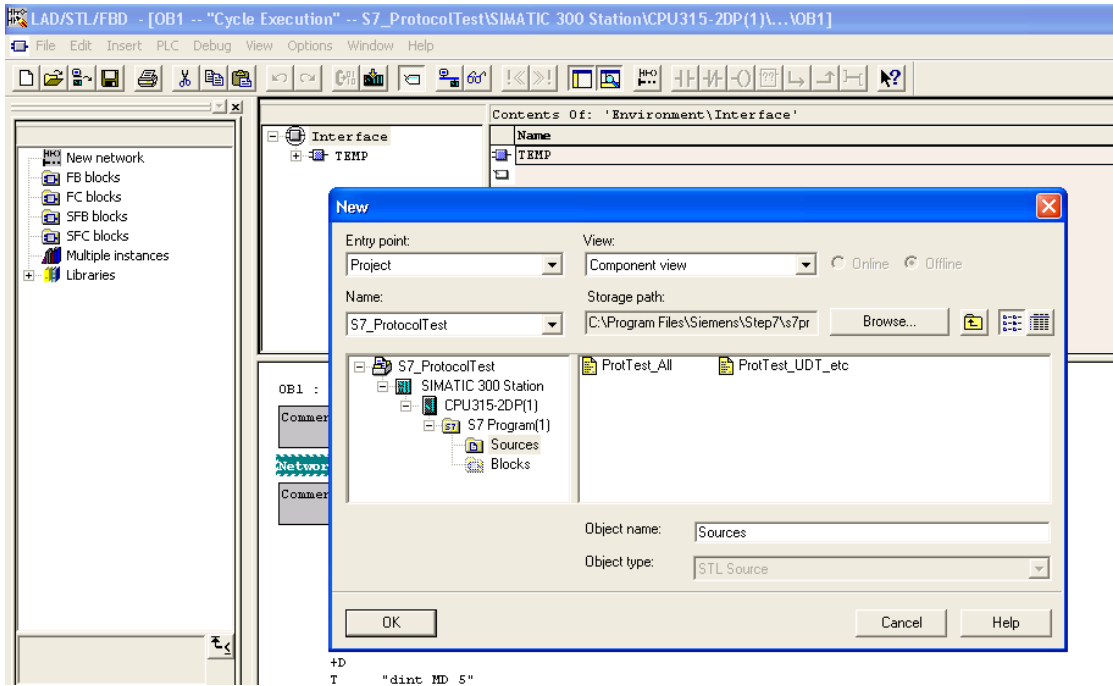 LAD/STL/FBD - [OB1 -- "Cycle Execution" -- S7_ProtocolTest\SIMATIC 300 Station\CPU315-2DP(1)\...\OB1]
File Edit Insert PLC Debug View Options Window Help
Contents Of: 'Environment\Interface'
Interface
Name
TEMP
TEMP
New network
FB blocks
FC blocks
SFB blocks
SFC blocks
Multiple instances
Libraries
New
Entry point:
View:
Project
Component view
Online
Offline
Name:
Storage path:
S7_ProtocolTest
C:\Program Files\Siemens\Step7\s7pr
Browse...
S7_ProtocolTest
SIMATIC 300 Station
CPU315-2DP(1)
S7 Program(1)
Sources
Blocks
ProtTest_All
ProtTest_UDT_etc
Object name:
Sources
Object type:
STL Source
OK
Cancel
Help
OB1 :
Commen
Networ
Commen
+D
T "dint MD 5"